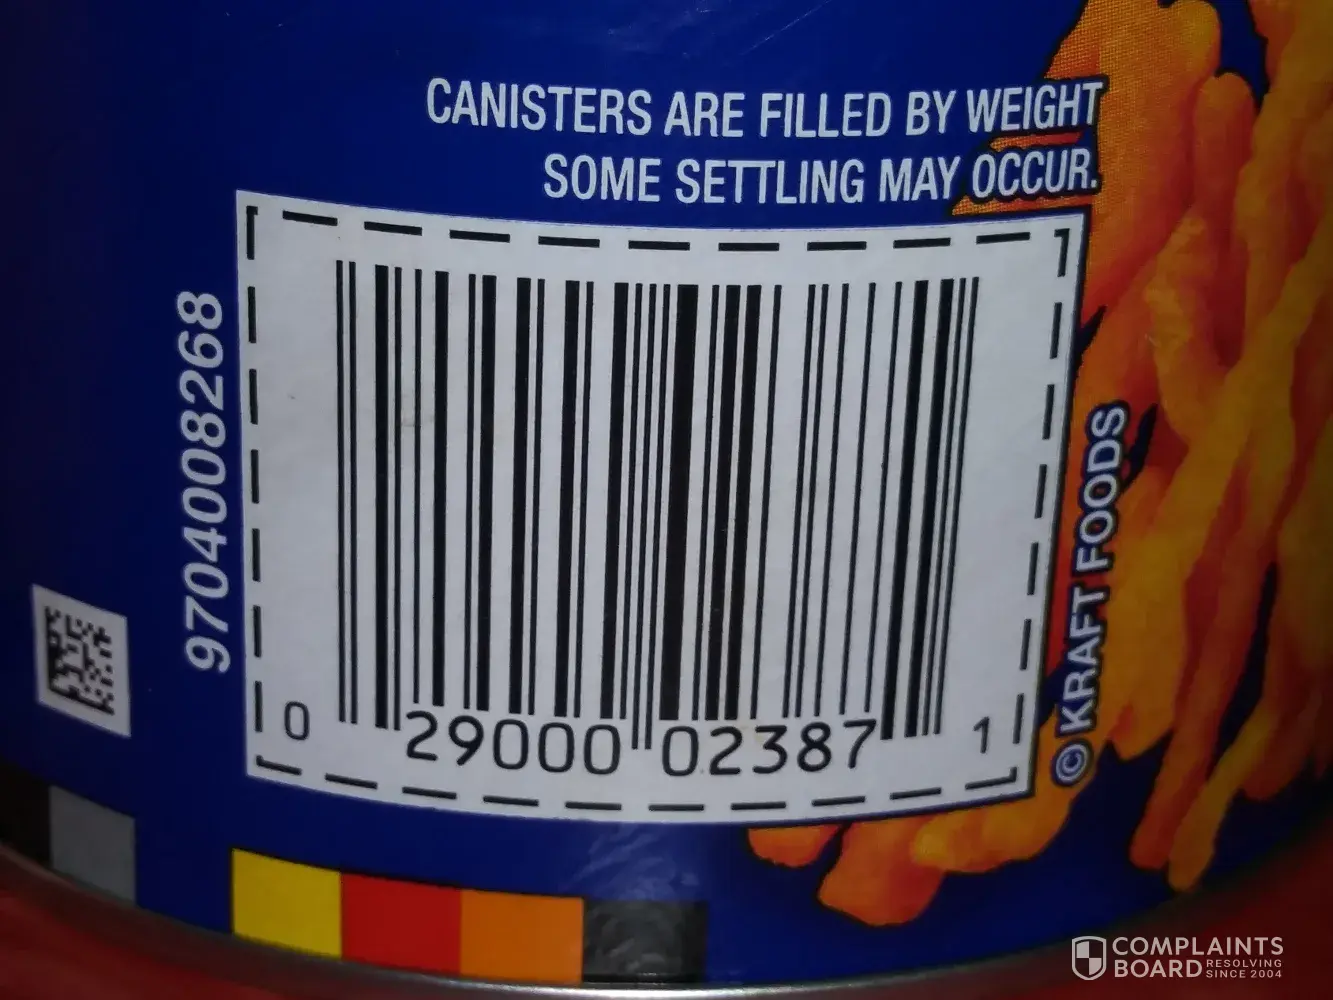 CANISTERS ARE FILLED BY WEIGHT
SOME SETTLING MAY OCCUR.
9704008268
0 29000 02387 1
© KRAFT FOODS
COMPLAINTS
BOARD RESOLVING
SINCE 2004